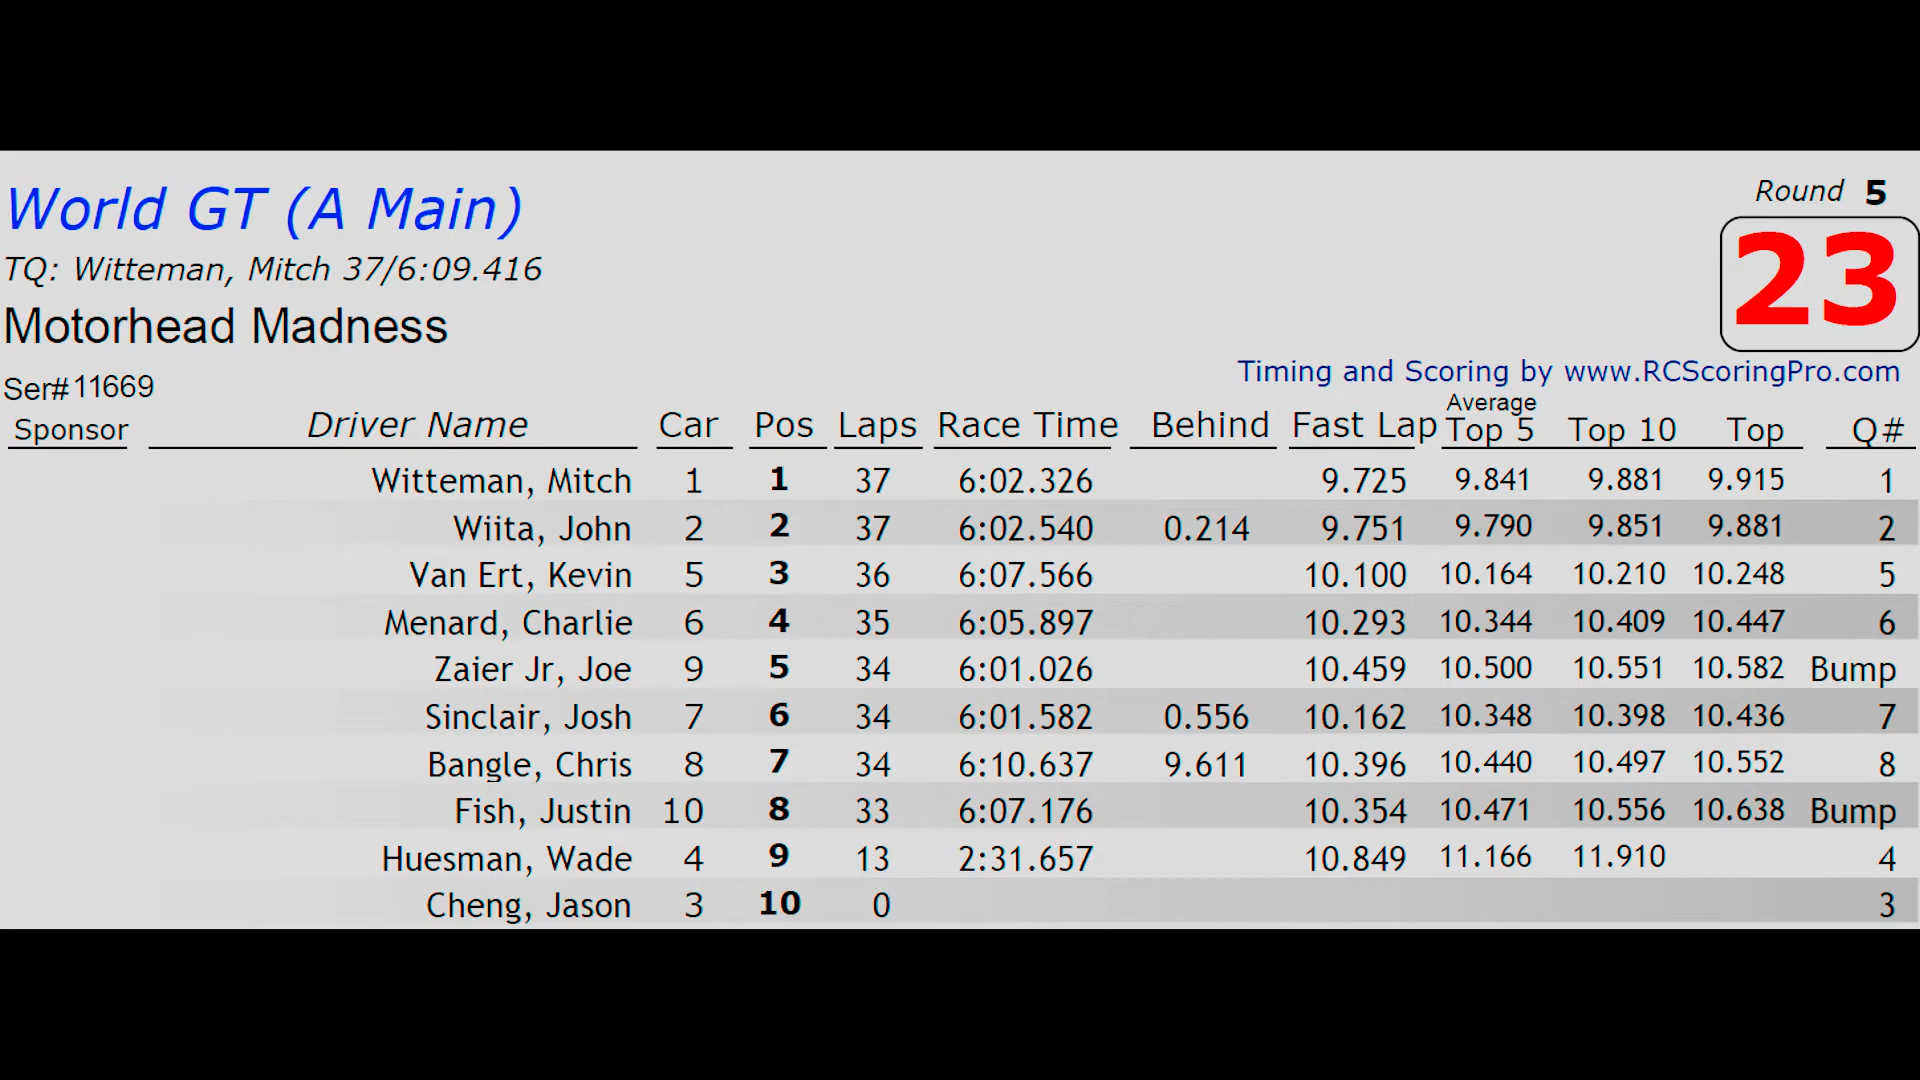 World GT (A Main)
Round 5
TQ: Witteman, Mitch 37/6:09.416
23
Motorhead Madness
Timing and Scoring by www.RCScoringPro.com
Ser# 11669
Average
Sponsor Driver Name Car Pos Laps Race Time Behind Fast Lap Top 5 Top 10 Top Q#
Witteman, Mitch 1 1 37 6:02.326 9.725 9.841 9.881 9.915 1
Wiita, John 2 2 37 6:02.540 0.214 9.751 9.790 9.851 9.881 2
Van Ert, Kevin 5 3 36 6:07.566 10.100 10.164 10.210 10.248 5
Menard, Charlie 6 4 35 6:05.897 10.293 10.344 10.409 10.447 6
Zaier Jr, Joe 9 5 34 6:01.026 10.459 10.500 10.551 10.582 Bump
Sinclair, Josh 7 6 34 6:01.582 0.556 10.162 10.348 10.398 10.436 7
Bangle, Chris 8 7 34 6:10.637 9.611 10.396 10.440 10.497 10.552 8
Fish, Justin 10 8 33 6:07.176 10.354 10.471 10.556 10.638 Bump
Huesman, Wade 4 9 13 2:31.657 10.849 11.166 11.910 4
Cheng, Jason 3 10 0 3